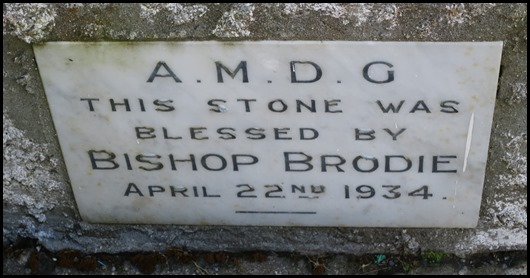 A.M.D.G
THIS STONE WAS
BLESSED BY
BISHOP BRODIE
APRIL 22ND 1934.